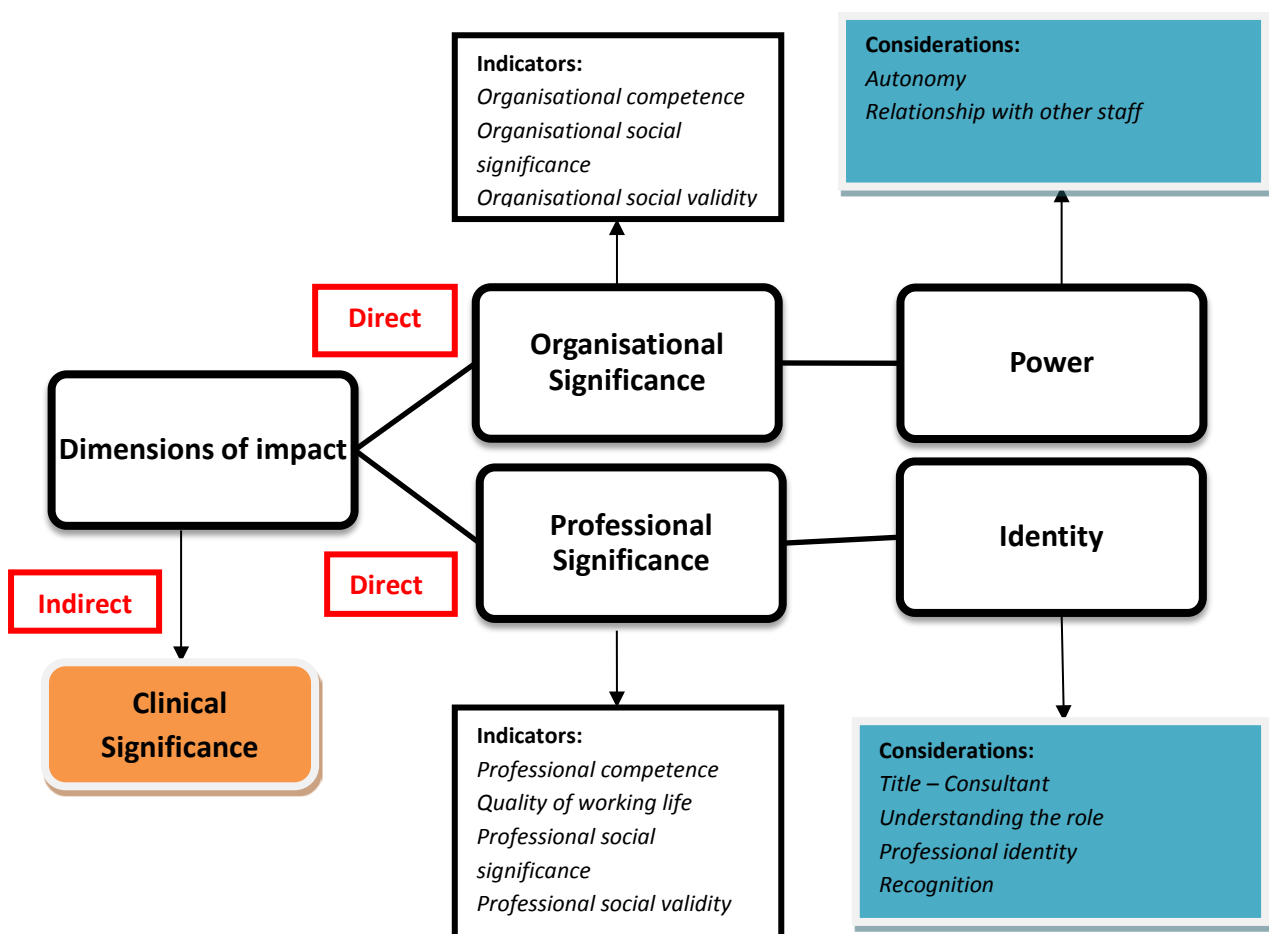 Indicators:
Organisational competence
Organisational social
significance
Organisational social validity
Considerations:
Autonomy
Relationship with other staff
Direct
Organisational
Significance
Power
Dimensions of impact
Professional
Significance
Identity
Direct
Indirect
Clinical
Significance
Indicators:
Professional competence
Quality of working life
Professional social
significance
Professional social validity
Considerations:
Title – Consultant
Understanding the role
Professional identity
Recognition